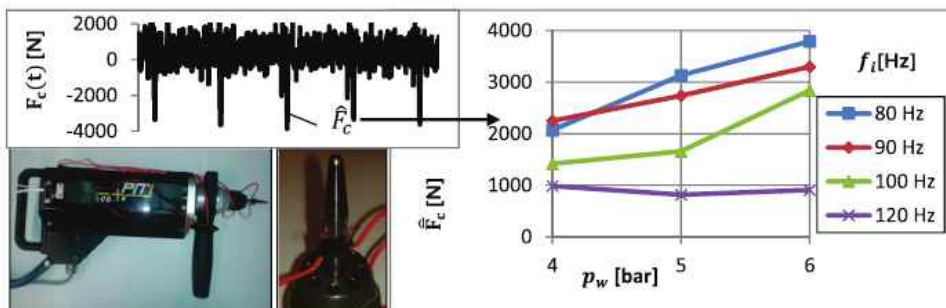 F_c(t) [N]
2000
0
-2000
-4000
F̂_c
PIT
4000
3000
2000
1000
0
F̂_c [N]
4 5 6
p_w [bar]
f_i[Hz]
80 Hz
90 Hz
100 Hz
120 Hz